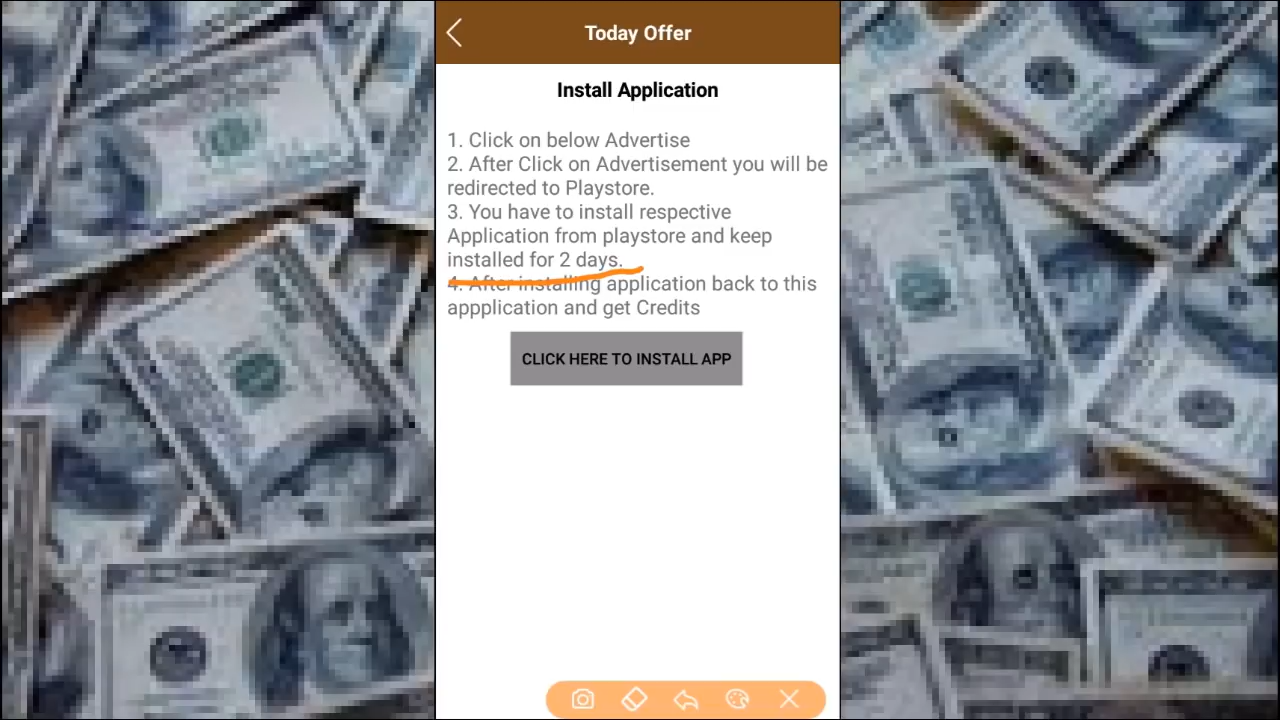 Today Offer
Install Application
1. Click on below Advertise
2. After Click on Advertisement you will be
redirected to Playstore.
3. You have to install respective
Application from playstore and keep
installed for 2 days.
4. After installing application back to this
appplication and get Credits
CLICK HERE TO INSTALL APP